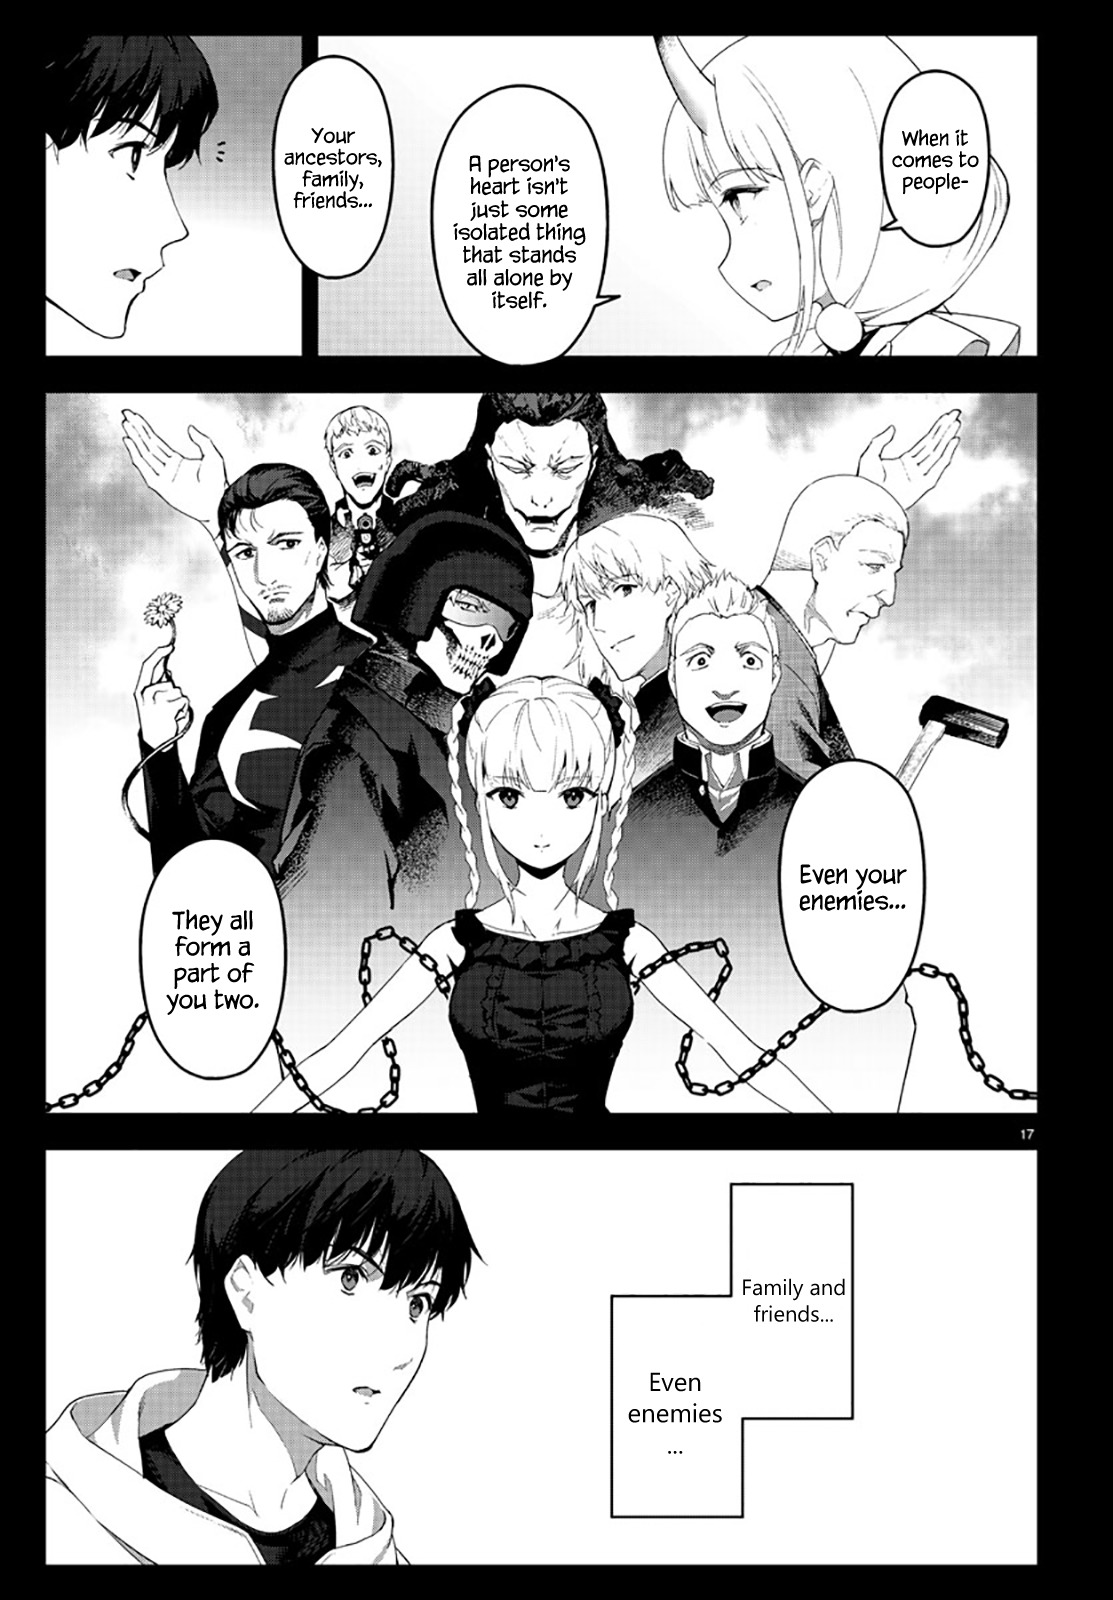 When it
comes to
people-
A person's
heart isn't
just some
isolated thing
that stands
all alone by
itself.
Your
ancestors,
family,
friends...
Even your
enemies...
They all
form a
part of
you two.
17
Family and
friends...
Even
enemies
...